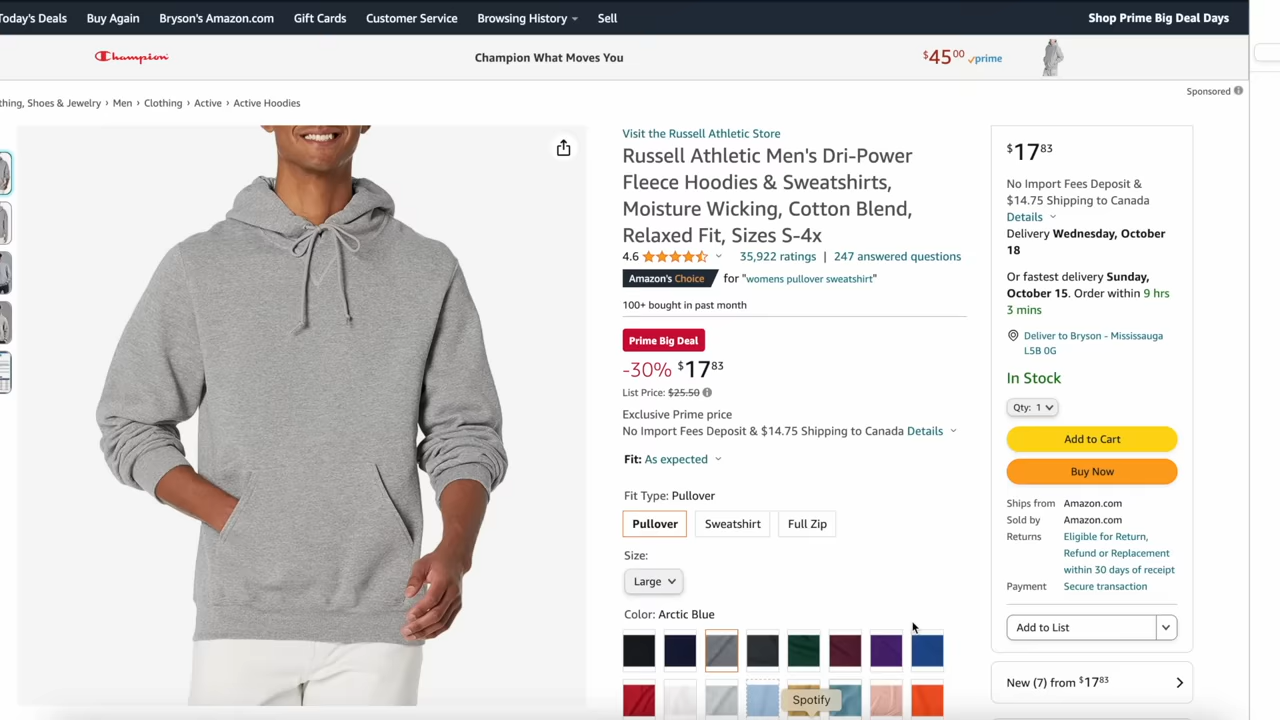 Today's Deals Buy Again Bryson's Amazon.com Gift Cards Customer Service Browsing History Sell Shop Prime Big Deal Days
Champion Champion What Moves You $45 00 prime
Sponsored
thing, Shoes & Jewelry › Men › Clothing › Active › Active Hoodies
Visit the Russell Athletic Store
Russell Athletic Men's Dri-Power
Fleece Hoodies & Sweatshirts,
Moisture Wicking, Cotton Blend,
Relaxed Fit, Sizes S-4x
4.6 35,922 ratings | 247 answered questions
Amazon's Choice for "womens pullover sweatshirt"
100+ bought in past month
Prime Big Deal
-30% $17 83
List Price: $25.50
Exclusive Prime price
No Import Fees Deposit & $14.75 Shipping to Canada Details
Fit: As expected
Fit Type: Pullover
Pullover Sweatshirt Full Zip
Size:
Large
Color: Arctic Blue
Spotify
$17 83
No Import Fees Deposit &
$14.75 Shipping to Canada
Details
Delivery Wednesday, October
18
Or fastest delivery Sunday,
October 15. Order within 9 hrs
3 mins
Deliver to Bryson - Mississauga
L5B 0G
In Stock
Qty: 1
Add to Cart
Buy Now
Ships from Amazon.com
Sold by Amazon.com
Returns Eligible for Return,
Refund or Replacement
within 30 days of receipt
Payment Secure transaction
Add to List
New (7) from $17 83